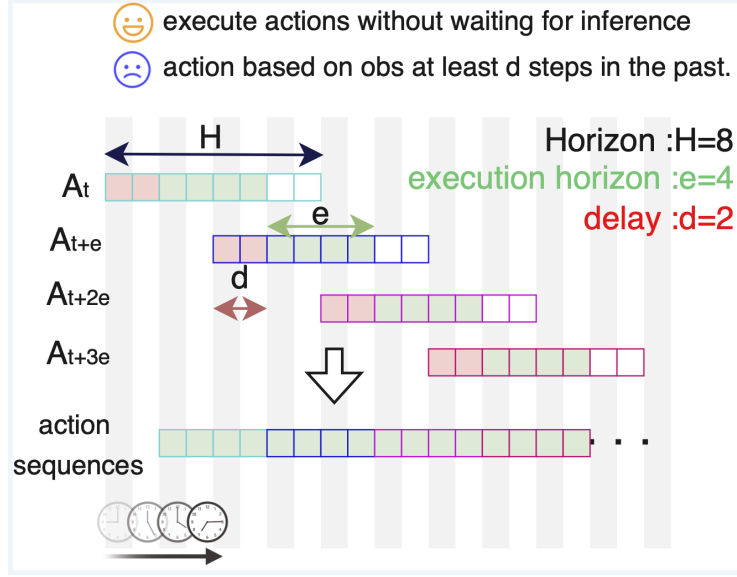 execute actions without waiting for inference
action based on obs at least d steps in the past.
H
Horizon :H=8
At
execution horizon :e=4
e
delay :d=2
At+e
d
At+2e
At+3e
action
sequences
. . .